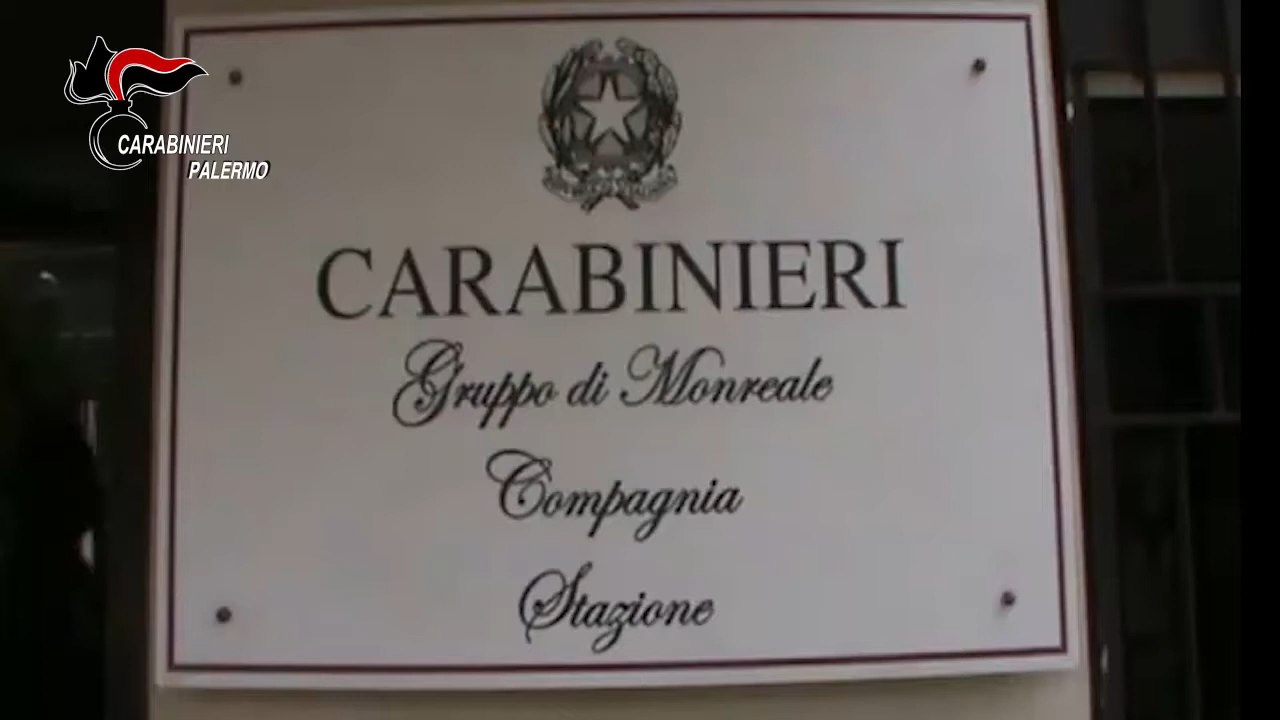 CARABINIERI
PALERMO
CARABINIERI
Gruppo di Monreale
Compagnia
Stazione